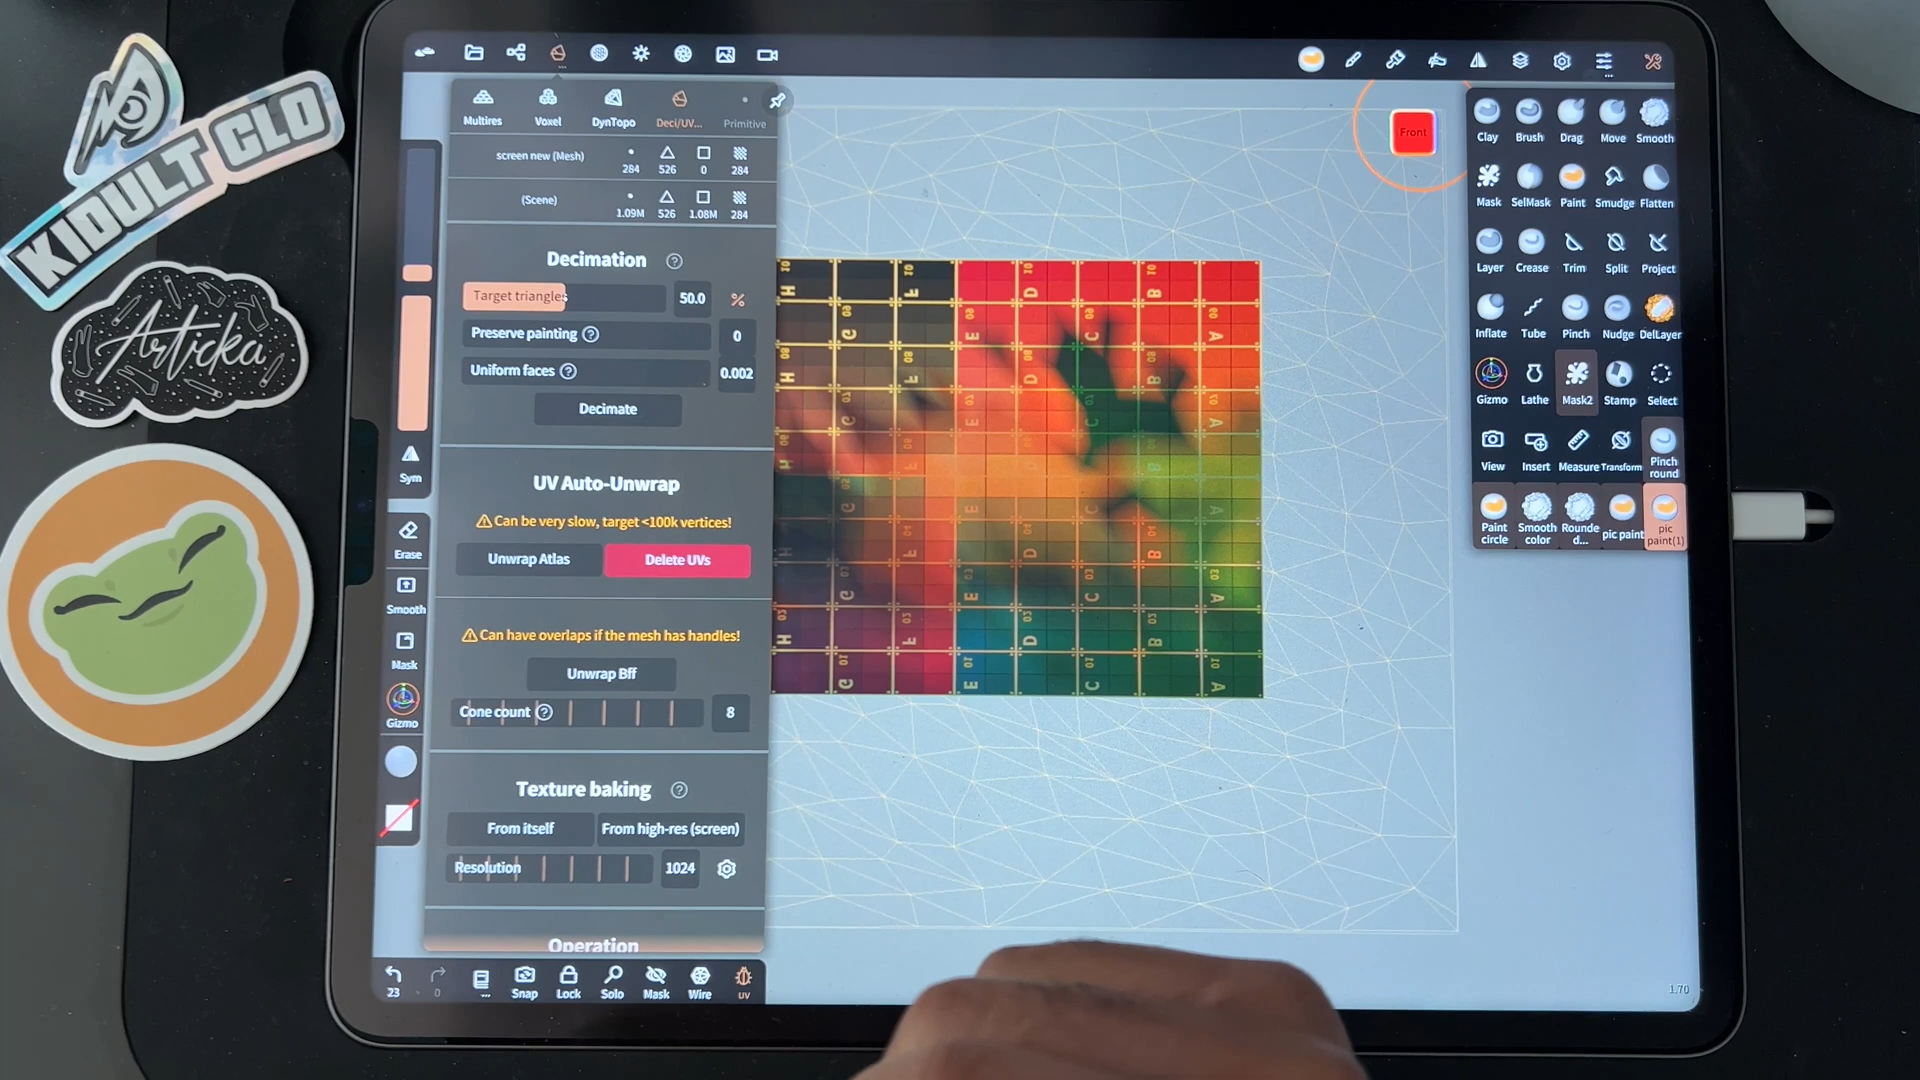 KIDULT CLO
Articka
Multires
Voxel
DynTopo
Deci/UV...
Primitive
screen new (Mesh)
284
526
0
284
(Scene)
1.09M
526
1.08M
284
Decimation ?
Target triangles
50.0
%
Preserve painting ?
0
Uniform faces ?
0.002
Decimate
UV Auto-Unwrap
Can be very slow, target <100k vertices!
Unwrap Atlas
Delete UVs
Can have overlaps if the mesh has handles!
Unwrap Bff
Cone count ?
8
Texture baking ?
From itself
From high-res (screen)
Resolution
1024
Operation
Sym
Erase
Smooth
Mask
Gizmo
23
0
...
Snap
Lock
Solo
Mask
Wire
UV
Front
Clay
Brush
Drag
Move
Smooth
Mask
SelMask
Paint
Smudge
Flatten
Layer
Crease
Trim
Split
Project
Inflate
Tube
Pinch
Nudge
DelLayer
Gizmo
Lathe
Mask2
Stamp
Select
View
Insert
Measure
Transform
Pinch
round
Paint
circle
Smooth
color
Rounde
d...
pic paint
pic
paint(1)
1.70